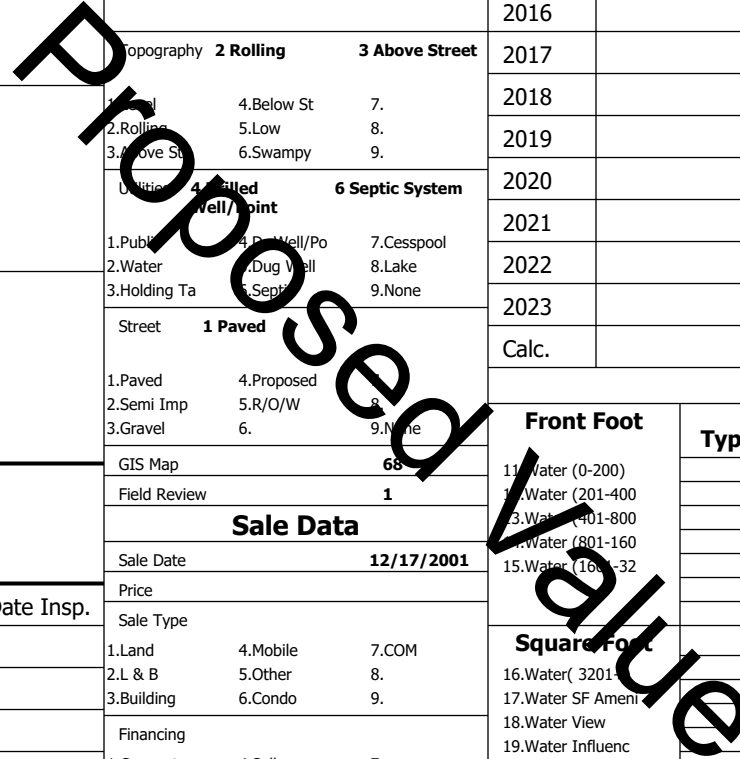 Topography 2 Rolling 3 Above Street
1.Level 4.Below St 7.
2.Rolling 5.Low 8.
3.Above St 6.Swampy 9.
Utilities 4 Drilled Well/Point 6 Septic System
1.Public 4.Dr Well/Po 7.Cesspool
2.Water 5.Dug Well 8.Lake
3.Holding Ta 6.Septic 9.None
Street 1 Paved
1.Paved 4.Proposed 7.
2.Semi Imp 5.R/O/W 8.
3.Gravel 6. 9.None
GIS Map 68
Field Review 1
Sale Data
Sale Date 12/17/2001
Price
Sale Type
1.Land 4.Mobile 7.COM
2.L & B 5.Other 8.
3.Building 6.Condo 9.
Financing
Date Insp.
2016
2017
2018
2019
2020
2021
2022
2023
Calc.
Front Foot
Typ
11.Water (0-200)
12.Water (201-400
13.Water (401-800
14.Water (801-160
15.Water (1601-32
Square Foot
16.Water( 3201-
17.Water SF Ameni
18.Water View
19.Water Influenc
Proposed Value